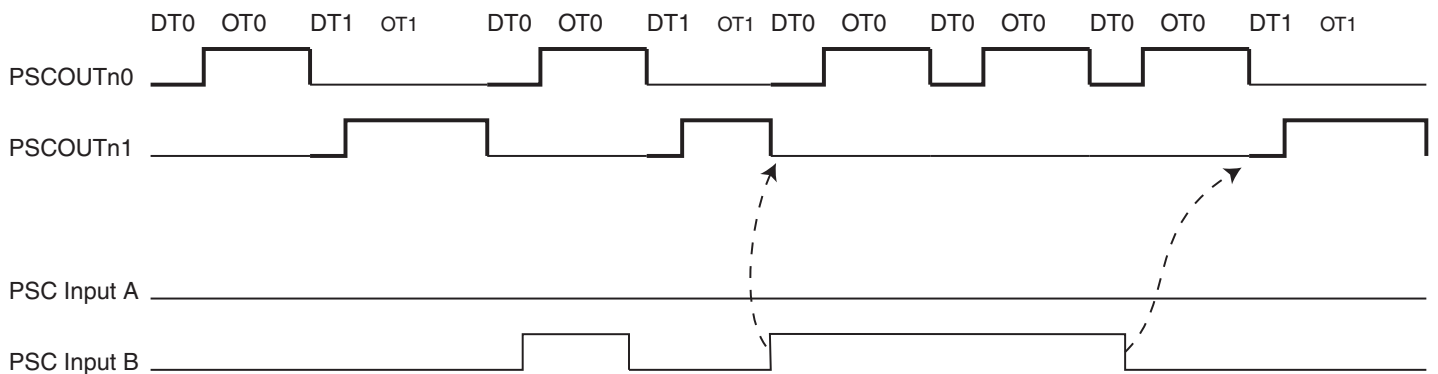 DT0 OT0 DT1 OT1 DT0 OT0 DT1 OT1 DT0 OT0 DT0 OT0 DT0 OT0 DT1 OT1
PSCOUTn0
PSCOUTn1
PSC Input A
PSC Input B